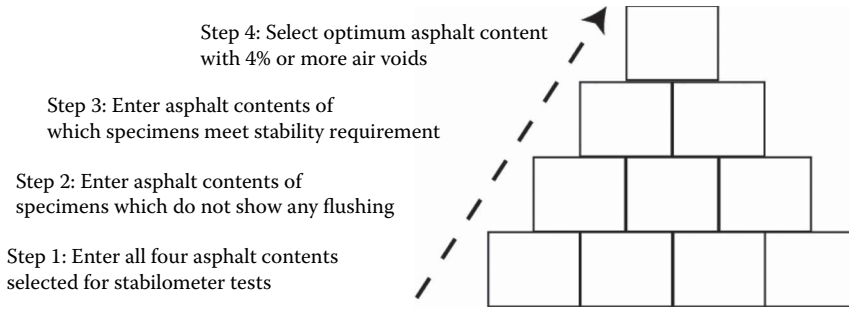 Step 4: Select optimum asphalt content
with 4% or more air voids
Step 3: Enter asphalt contents of
which specimens meet stability requirement
Step 2: Enter asphalt contents of
specimens which do not show any flushing
Step 1: Enter all four asphalt contents
selected for stabilometer tests